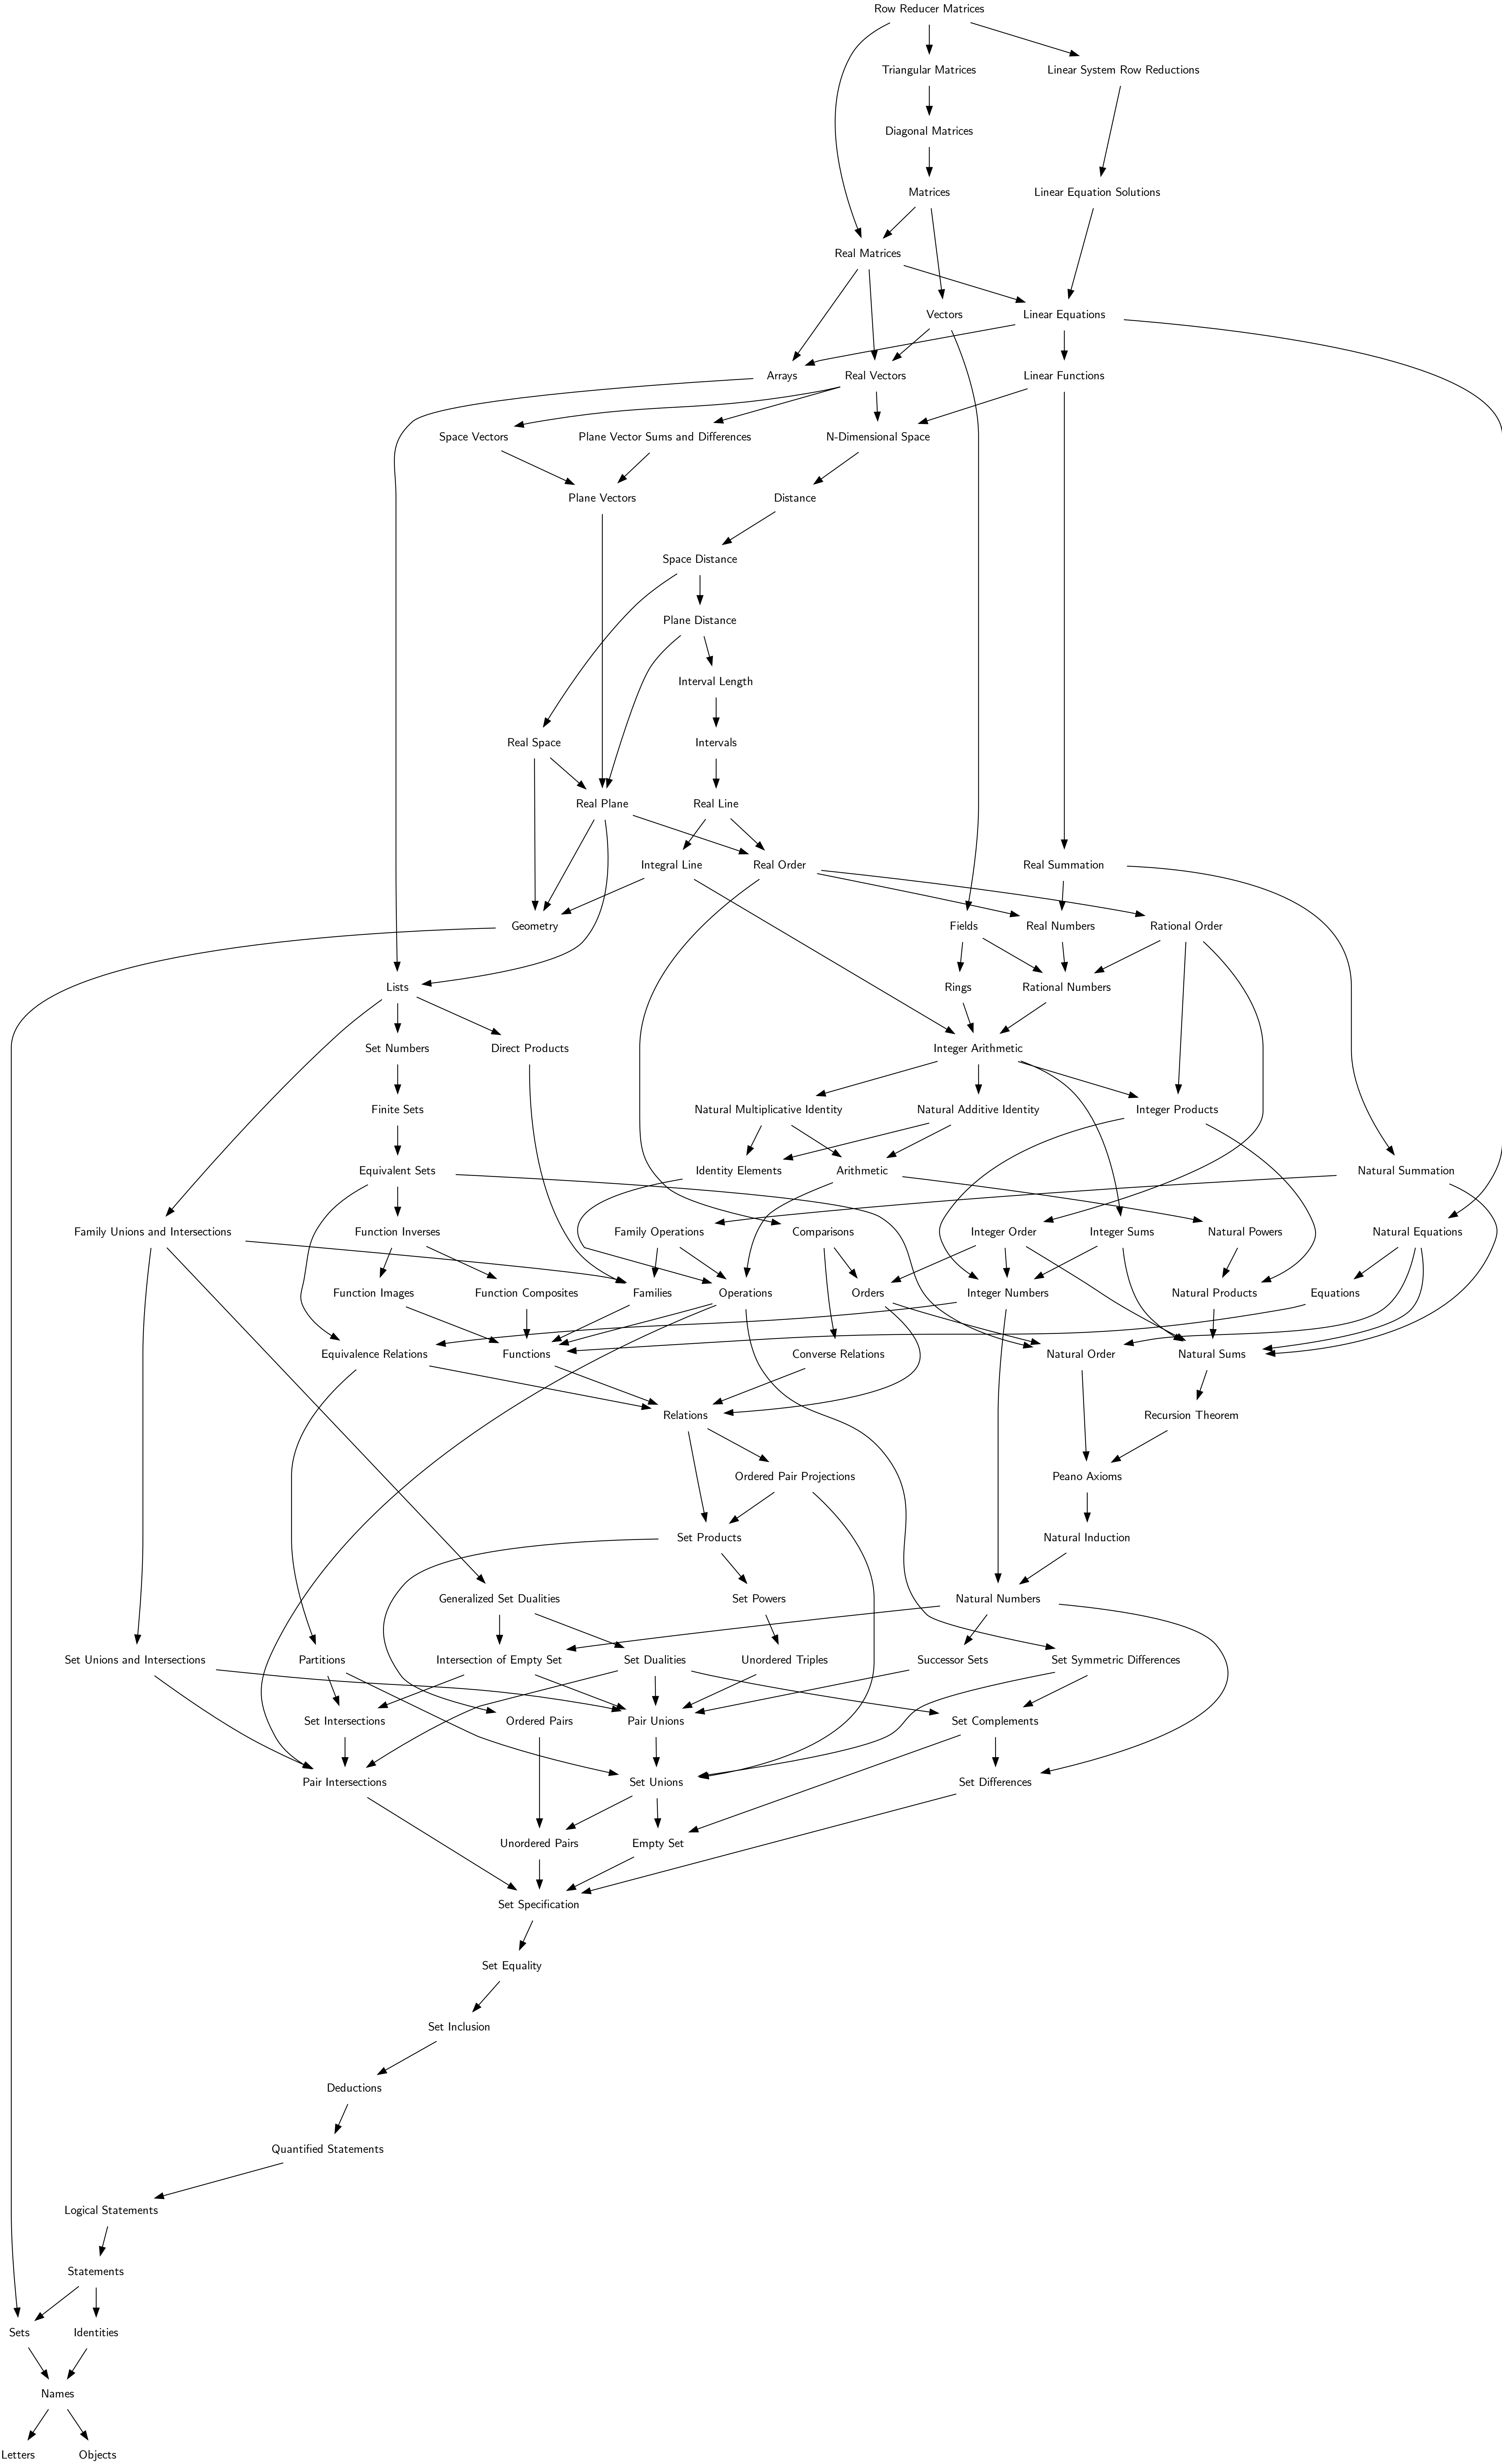 Row Reducer Matrices
Triangular Matrices
Linear System Row Reductions
Diagonal Matrices
Matrices
Linear Equation Solutions
Real Matrices
Vectors
Linear Equations
Arrays
Real Vectors
Linear Functions
Space Vectors
Plane Vector Sums and Differences
N-Dimensional Space
Plane Vectors
Distance
Space Distance
Plane Distance
Interval Length
Real Space
Intervals
Real Plane
Real Line
Integral Line
Real Order
Real Summation
Geometry
Fields
Real Numbers
Rational Order
Lists
Rings
Rational Numbers
Set Numbers
Direct Products
Integer Arithmetic
Finite Sets
Natural Multiplicative Identity
Natural Additive Identity
Integer Products
Equivalent Sets
Identity Elements
Arithmetic
Natural Summation
Family Unions and Intersections
Function Inverses
Family Operations
Comparisons
Integer Order
Integer Sums
Natural Powers
Natural Equations
Function Images
Function Composites
Families
Operations
Orders
Integer Numbers
Natural Products
Equations
Equivalence Relations
Functions
Converse Relations
Natural Order
Natural Sums
Relations
Recursion Theorem
Ordered Pair Projections
Peano Axioms
Set Products
Natural Induction
Generalized Set Dualities
Set Powers
Natural Numbers
Set Unions and Intersections
Partitions
Intersection of Empty Set
Set Dualities
Unordered Triples
Successor Sets
Set Symmetric Differences
Set Intersections
Ordered Pairs
Pair Unions
Set Complements
Pair Intersections
Set Unions
Set Differences
Unordered Pairs
Empty Set
Set Specification
Set Equality
Set Inclusion
Deductions
Quantified Statements
Logical Statements
Statements
Sets
Identities
Names
Letters
Objects